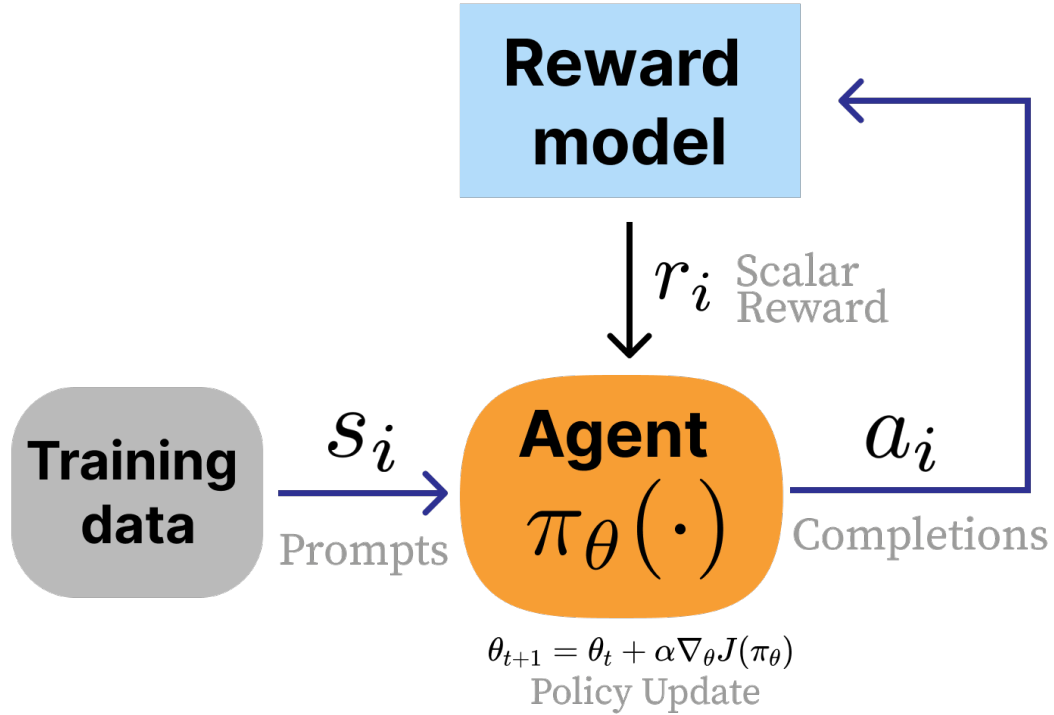 Reward
model
r_i
Scalar
Reward
Training
data
s_i
Prompts
Agent
π_θ(·)
a_i
Completions
θ_{t+1} = θ_t + α∇_θJ(π_θ)
Policy Update